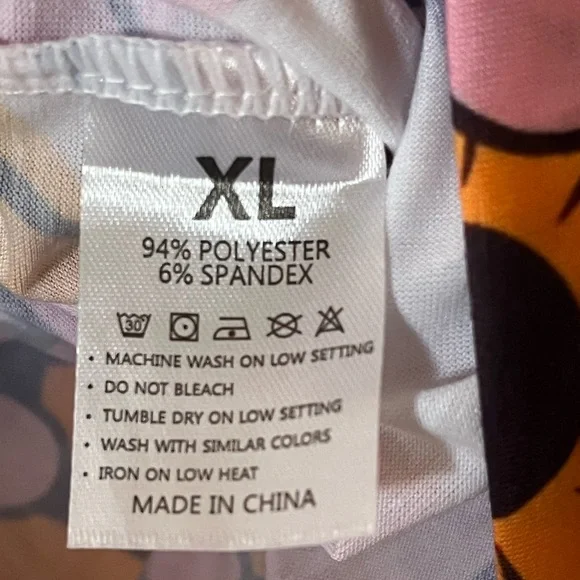 XL
94% POLYESTER
6% SPANDEX
30
• MACHINE WASH ON LOW SETTING
• DO NOT BLEACH
• TUMBLE DRY ON LOW SETTING
• WASH WITH SIMILAR COLORS
• IRON ON LOW HEAT
MADE IN CHINA